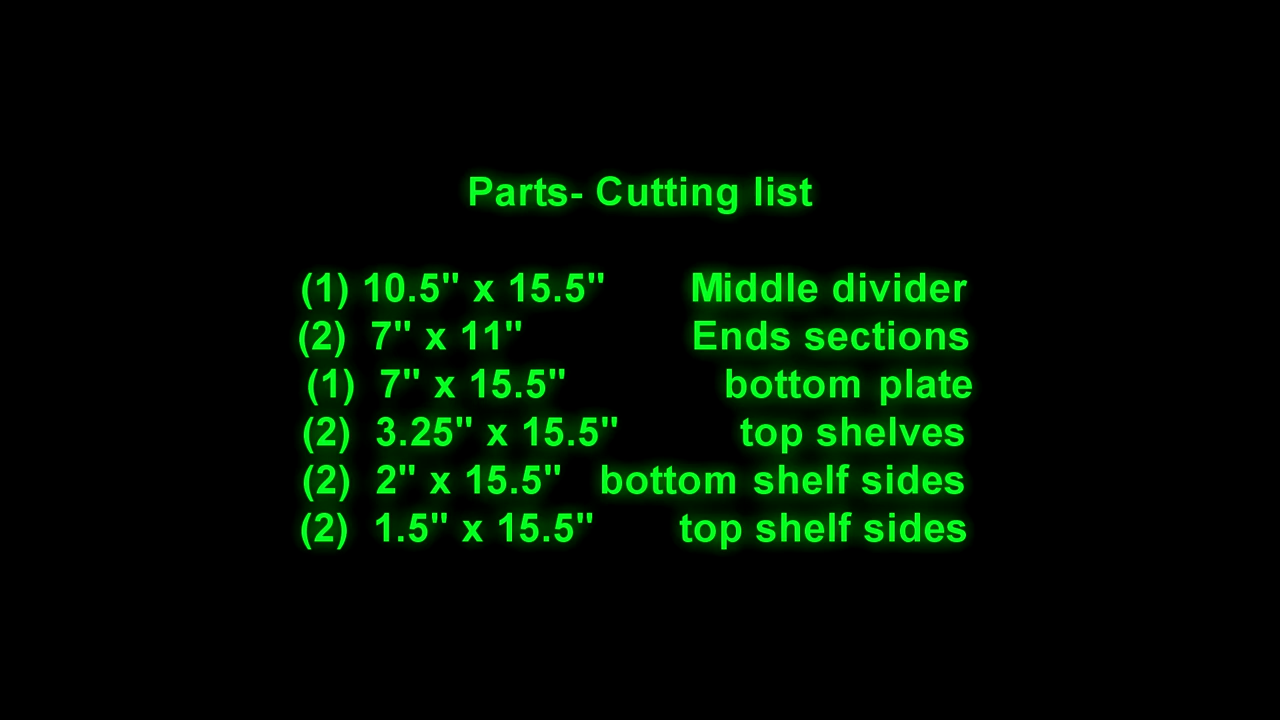 Parts- Cutting list
(1) 10.5" x 15.5" Middle divider
(2) 7" x 11" Ends sections
(1) 7" x 15.5" bottom plate
(2) 3.25" x 15.5" top shelves
(2) 2" x 15.5" bottom shelf sides
(2) 1.5" x 15.5" top shelf sides